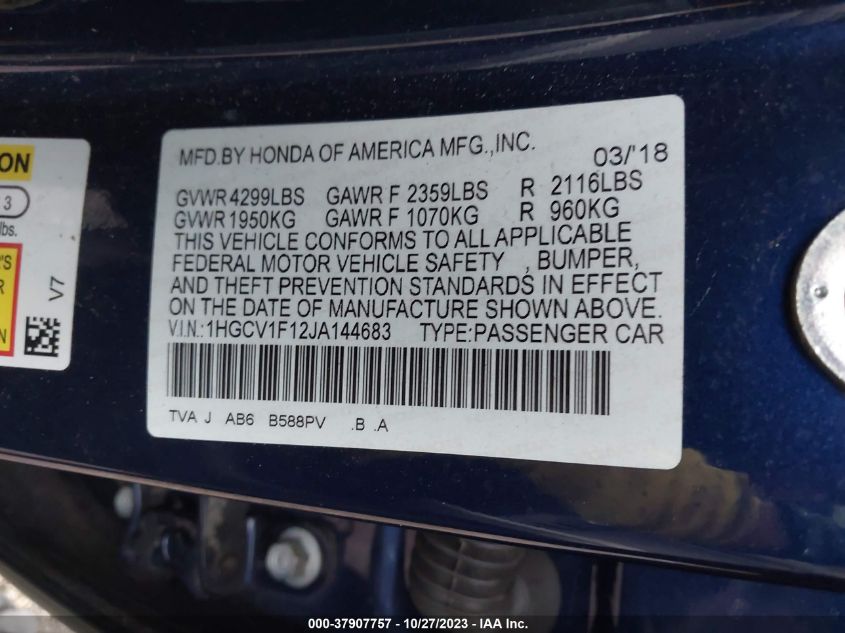 MFD.BY HONDA OF AMERICA MFG.,INC. 03/'18
GVWR 4299LBS GAWR F 2359LBS R 2116LBS
GVWR 1950KG GAWR F 1070KG R 960KG
THIS VEHICLE CONFORMS TO ALL APPLICABLE
FEDERAL MOTOR VEHICLE SAFETY , BUMPER,
AND THEFT PREVENTION STANDARDS IN EFFECT
ON THE DATE OF MANUFACTURE SHOWN ABOVE.
V.I.N.:1HGCV1F12JA144683 TYPE:PASSENGER CAR
TVA J AB6 B588PV .B .A
ON
3
lbs.
'S
R
N
V7
000-37907757 - 10/27/2023 - IAA Inc.